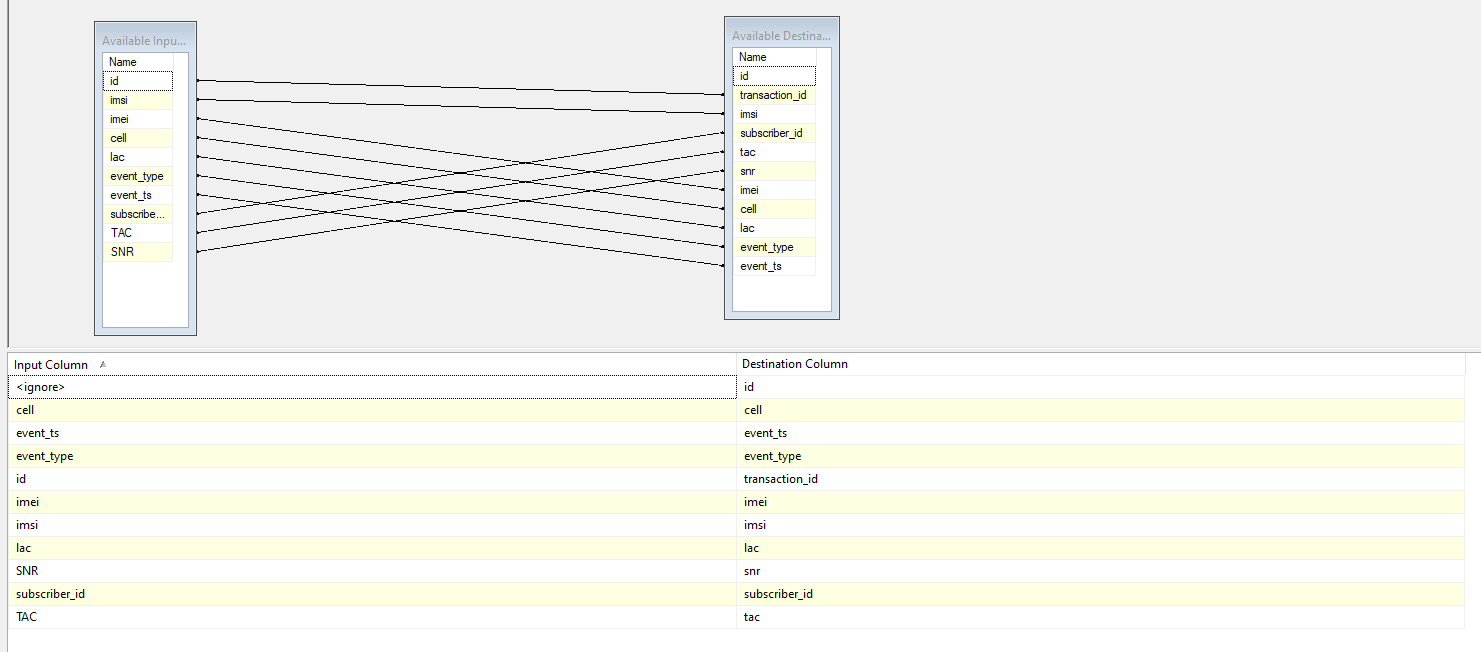 Available Inpu...
Name
id
imsi
imei
cell
lac
event_type
event_ts
subscribe...
TAC
SNR
Available Destina...
Name
id
transaction_id
imsi
subscriber_id
tac
snr
imei
cell
lac
event_type
event_ts
Input Column Destination Column
<ignore> id
cell cell
event_ts event_ts
event_type event_type
id transaction_id
imei imei
imsi imsi
lac lac
SNR snr
subscriber_id subscriber_id
TAC tac